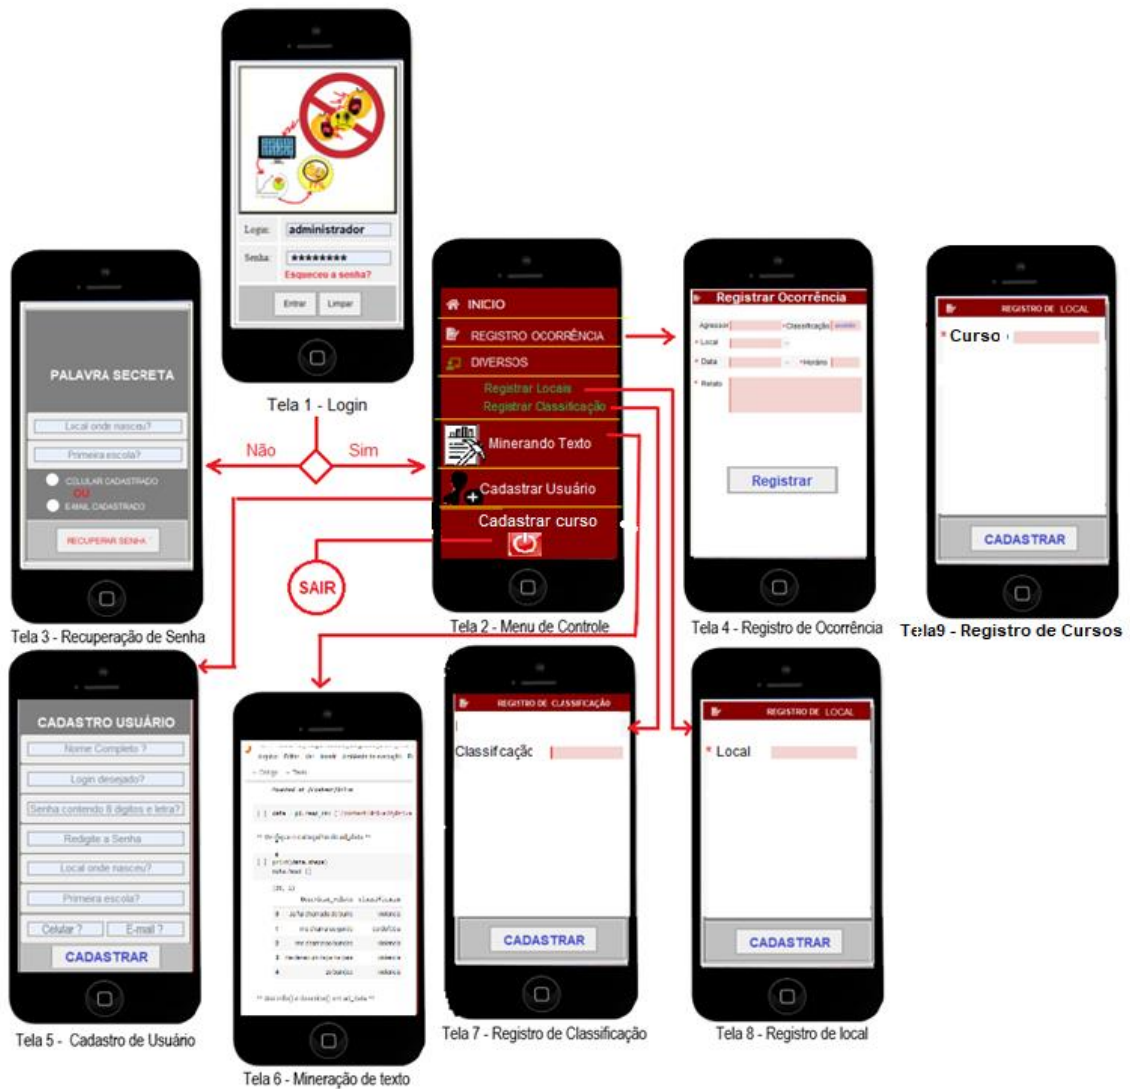 Login:
administrador
Senha:
********
Esqueceu a senha?
Entrar
Limpar
Tela 1 - Login
Não
Sim
PALAVRA SECRETA
Local onde nasceu?
Primeira escola?
CELULAR CADASTRADO
OU
E-MAIL CADASTRADO
RECUPERAR SENHA
Tela 3 - Recuperação de Senha
INICIO
REGISTRO OCORRÊNCIA
DIVERSOS
Registrar Locais
Registrar Classificação
Minerando Texto
Cadastrar Usuário
Cadastrar curso
SAIR
Tela 2 - Menu de Controle
Registrar Ocorrência
Agressor
Classificação
* Local
* Data
*Horário
* Relato
Registrar
Tela 4 - Registro de Ocorrência
REGISTRO DE LOCAL
* Curso
CADASTRAR
Tela9 - Registro de Cursos
CADASTRO USUÁRIO
Nome Completo ?
Login desejado?
Senha contendo 8 digitos e letra?
Redigite a Senha
Local onde nasceu?
Primeira escola?
Celular ?
E-mail ?
CADASTRAR
Tela 5 - Cadastro de Usuário
print(data.shape)
Tela 6 - Mineração de texto
REGISTRO DE CLASSIFICAÇÃO
Classificação
CADASTRAR
Tela 7 - Registro de Classificação
REGISTRO DE LOCAL
* Local
CADASTRAR
Tela 8 - Registro de local